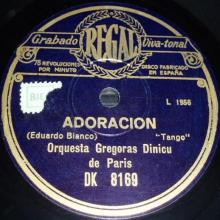 Grabado REGAL Viva-tonal
75 REVOLUCIONES POR MINUTO
DISCO FABRICADO EN ESPAÑA
L 1956
ADORACION
(Eduardo Bianco) "Tango"
Orquesta Gregoras Dinicu
de Paris
DK 8169